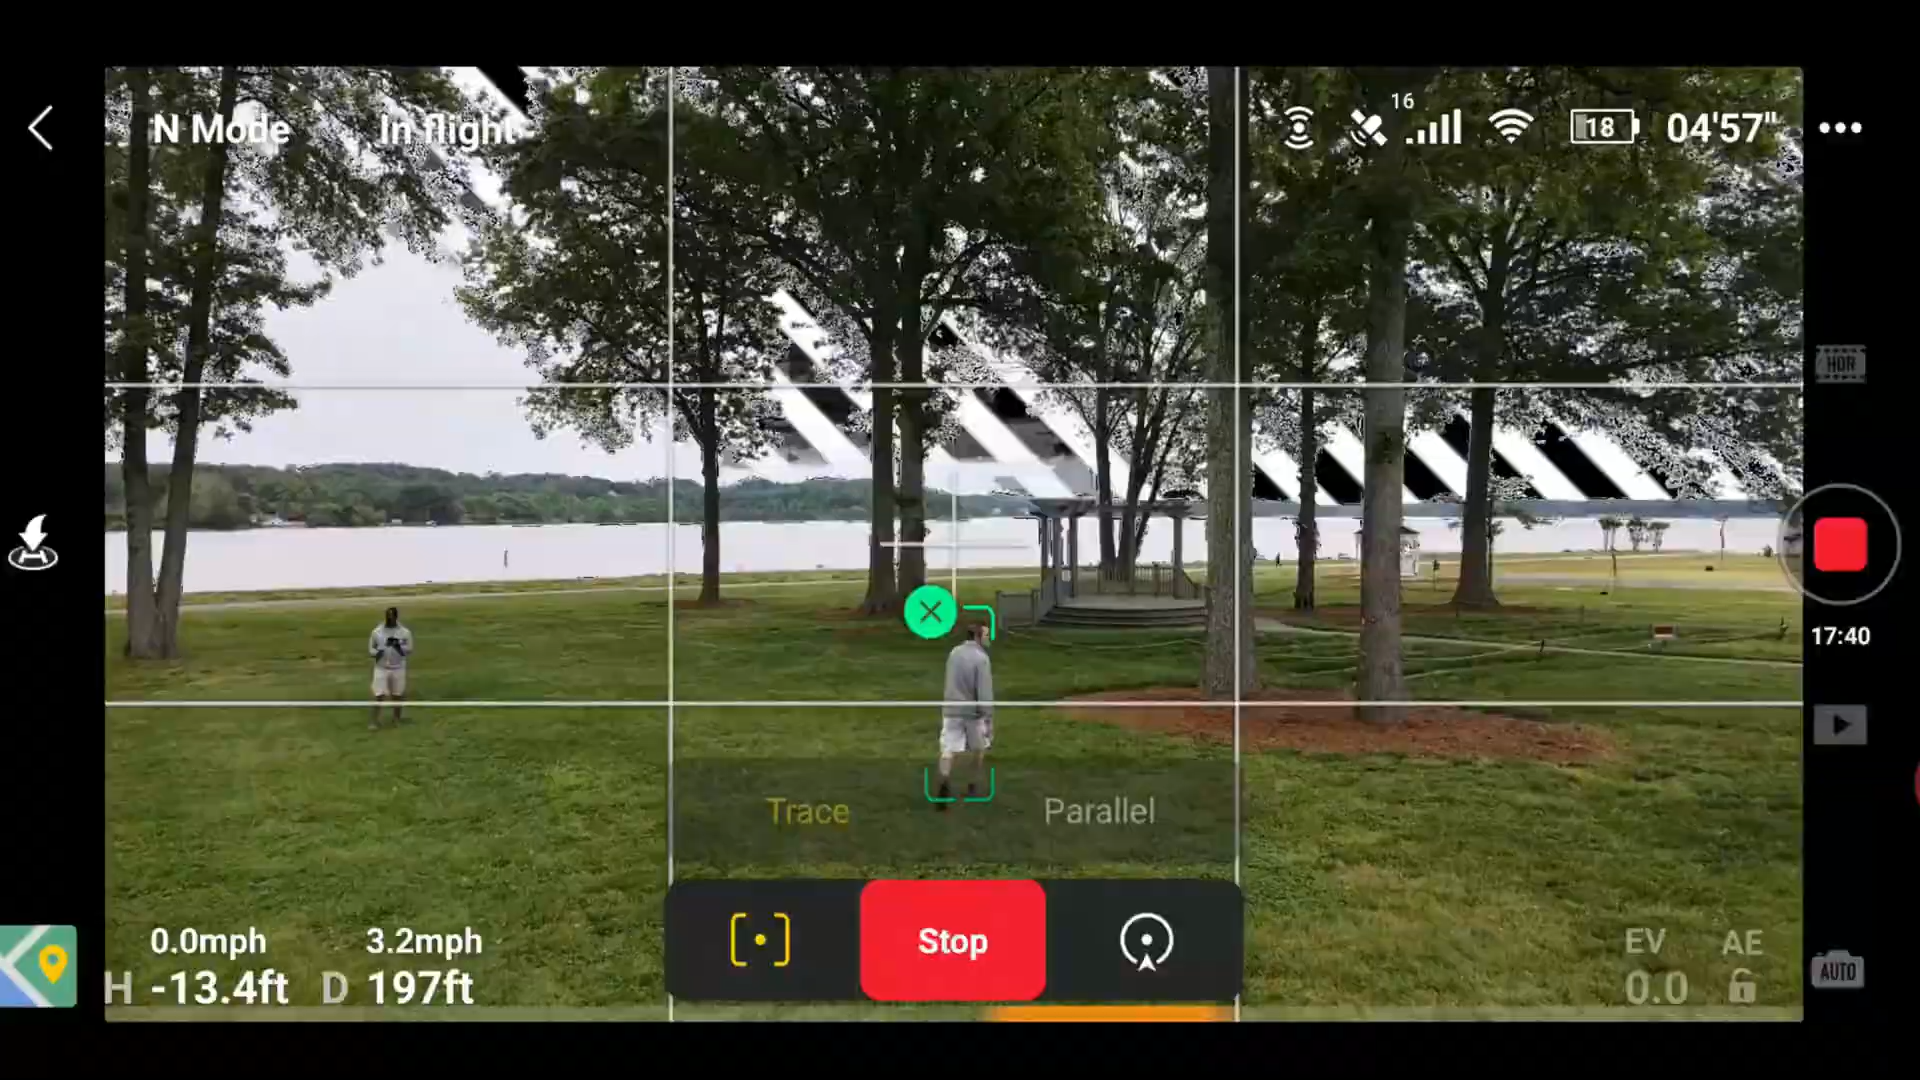 N Mode In flight 16 18 04'57"
HDR
17:40
Trace Parallel
Stop
0.0mph 3.2mph
H -13.4ft D 197ft
EV AE
0.0
AUTO